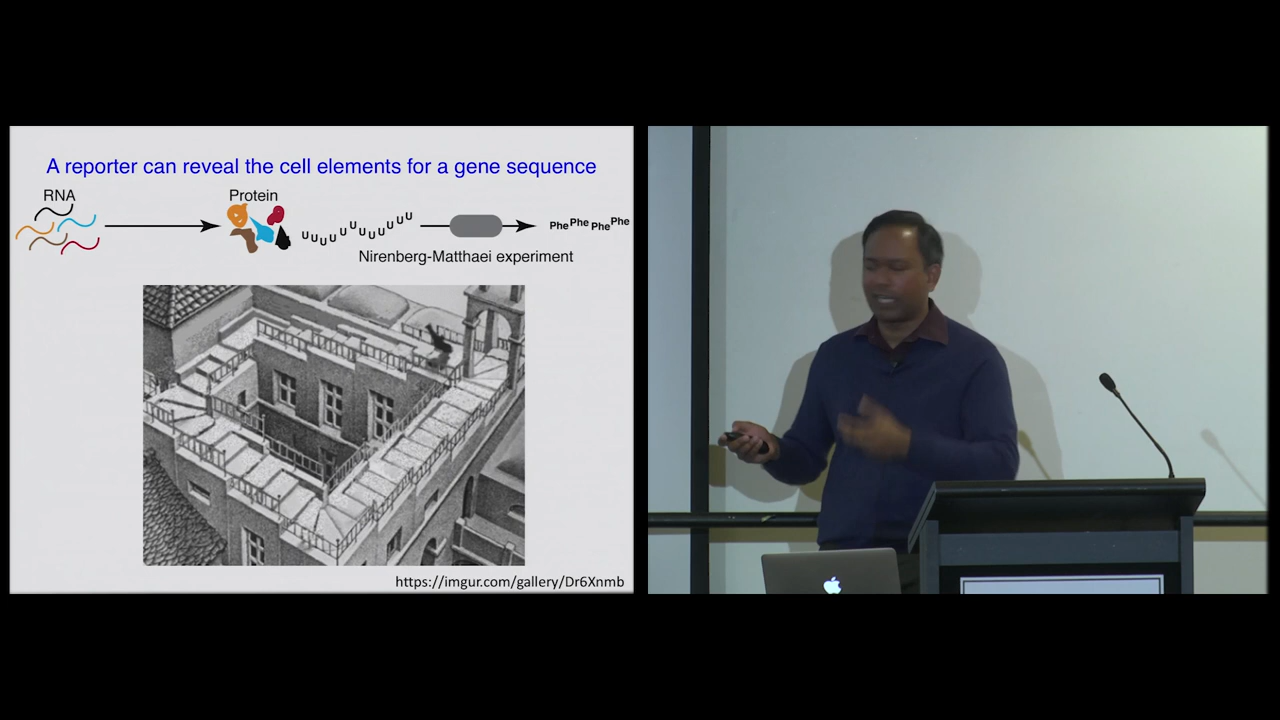 A reporter can reveal the cell elements for a gene sequence
RNA
Protein
UUUUUUUUUUUUU
Phe Phe Phe Phe
Nirenberg-Matthaei experiment
https://imgur.com/gallery/Dr6Xnmb